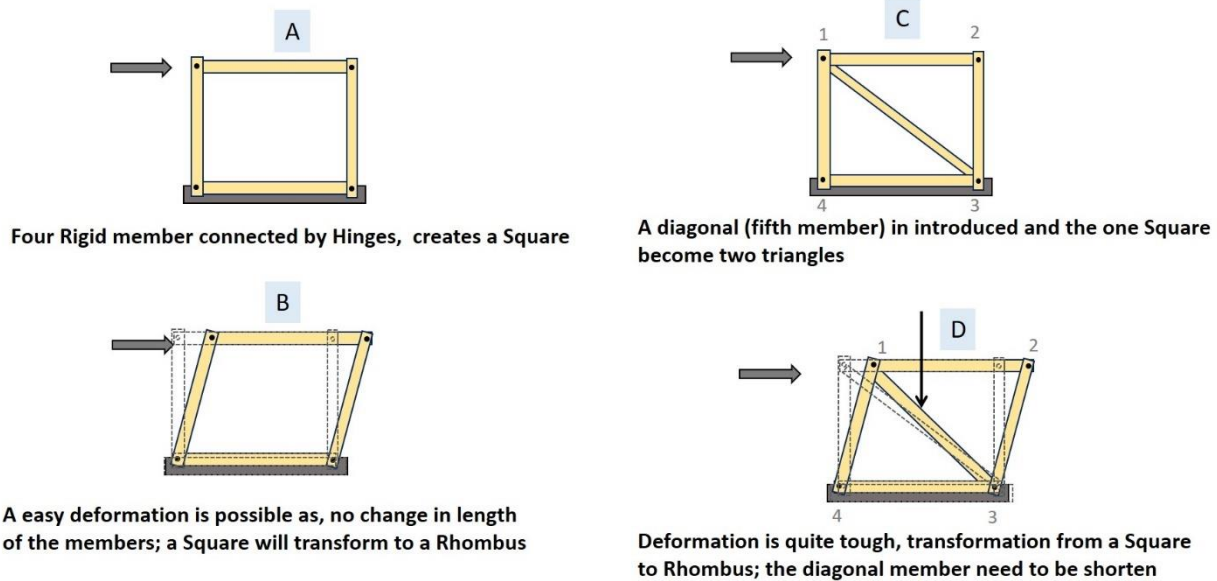 A
Four Rigid member connected by Hinges, creates a Square
B
A easy deformation is possible as, no change in length
of the members; a Square will transform to a Rhombus
C
1 2
4 3
A diagonal (fifth member) in introduced and the one Square
become two triangles
D
1 2
4 3
Deformation is quite tough, transformation from a Square
to Rhombus; the diagonal member need to be shorten